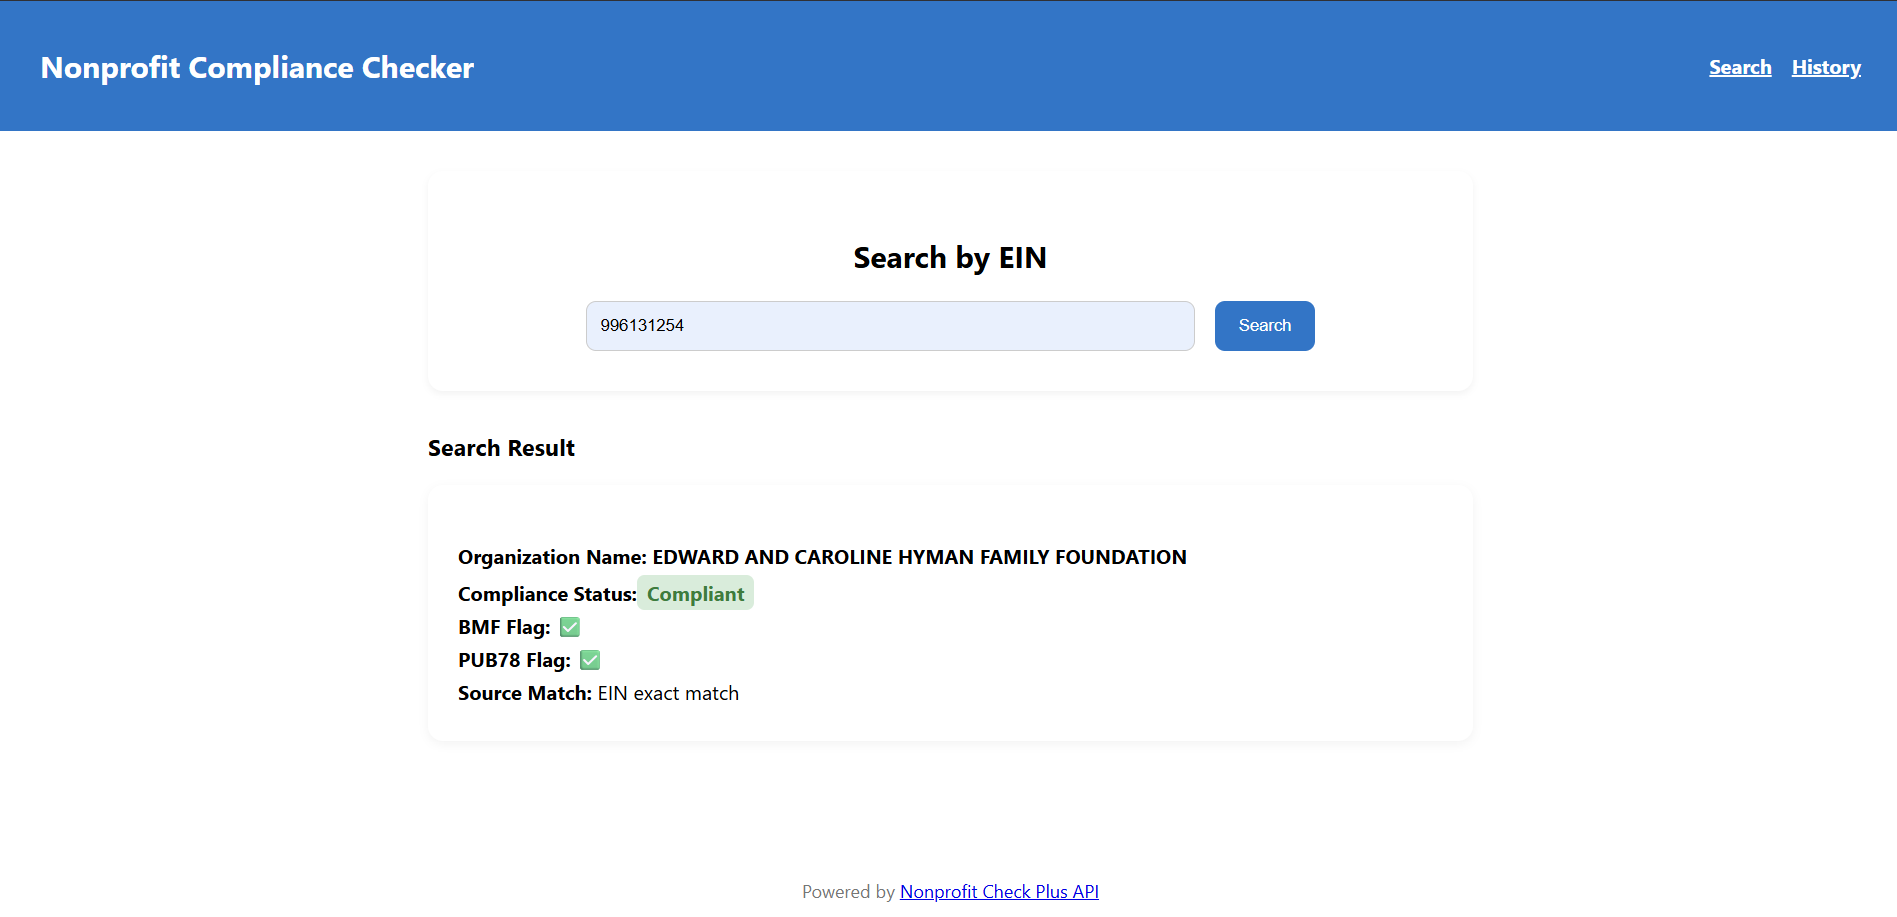 Nonprofit Compliance Checker
Search History
Search by EIN
996131254
Search
Search Result
Organization Name: EDWARD AND CAROLINE HYMAN FAMILY FOUNDATION
Compliance Status: Compliant
BMF Flag: ✅
PUB78 Flag: ✅
Source Match: EIN exact match
Powered by Nonprofit Check Plus API